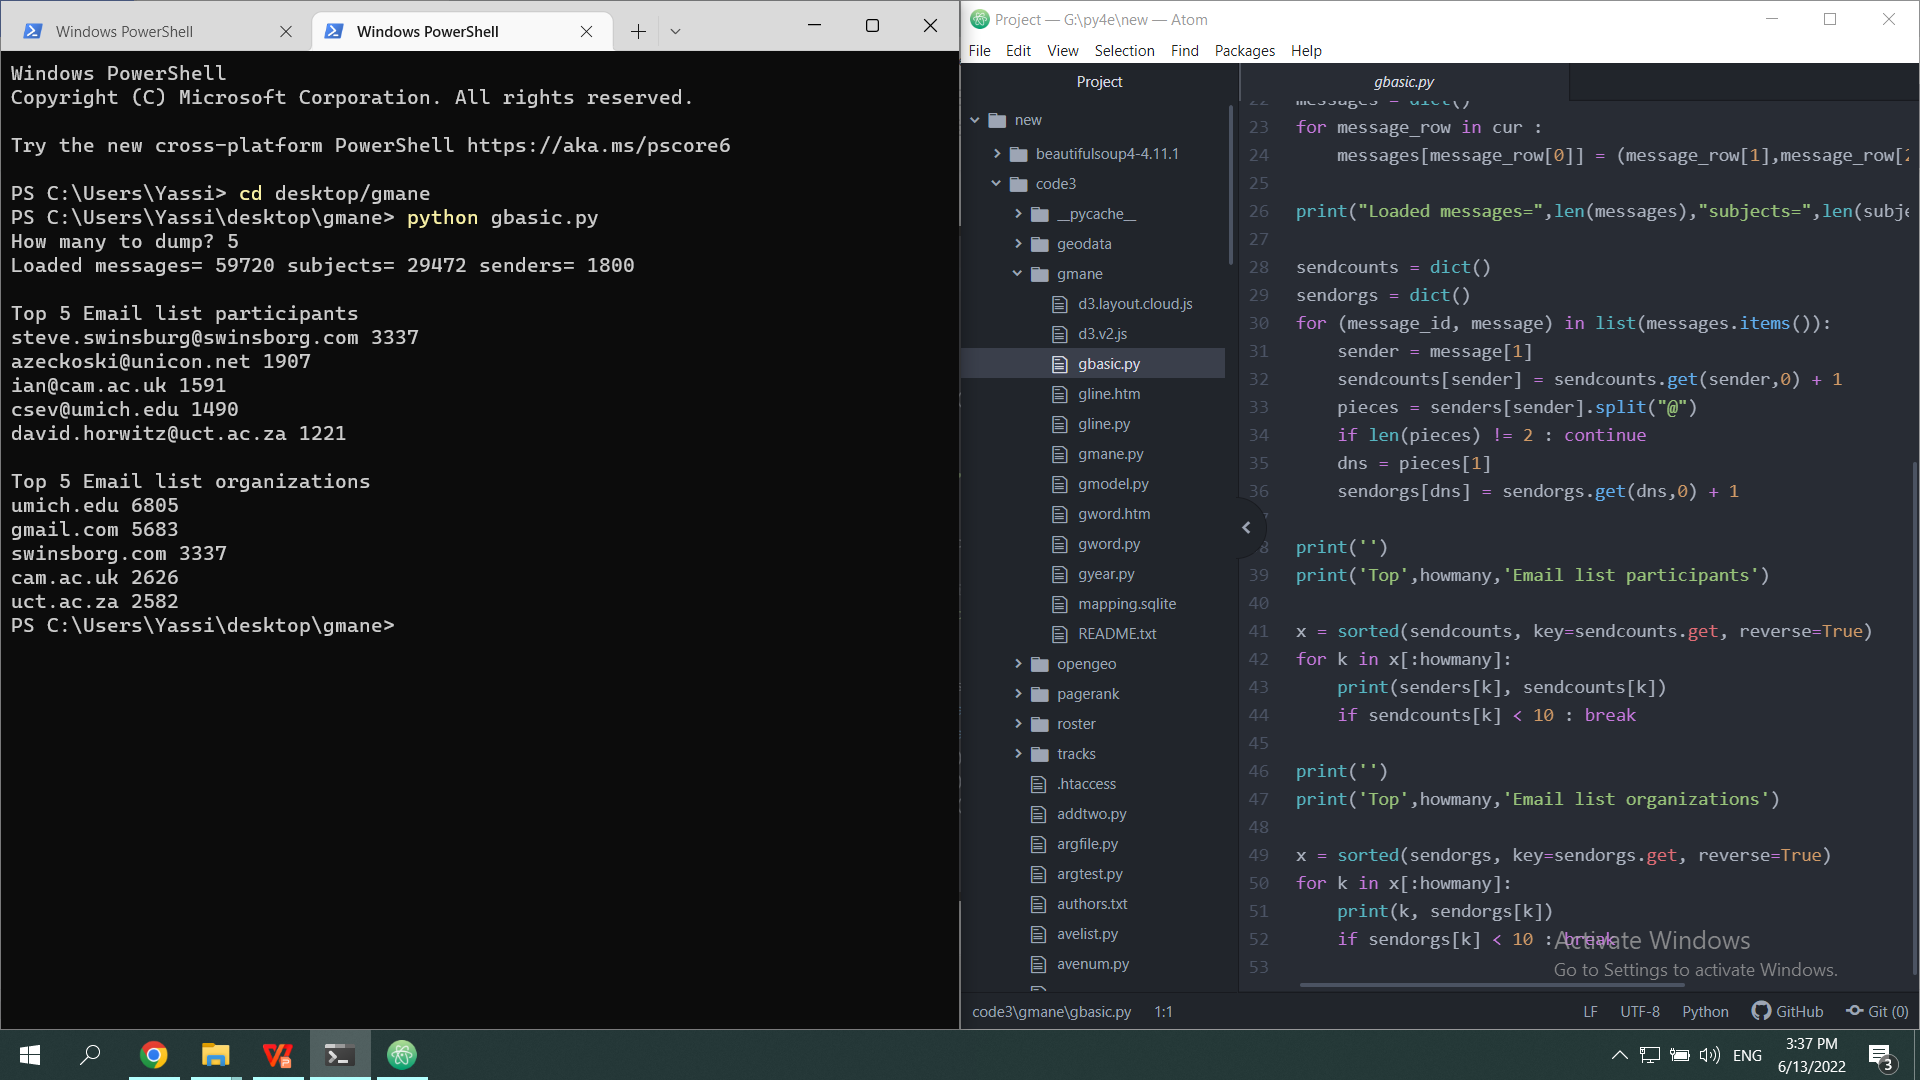 Windows PowerShell
Windows PowerShell
Windows PowerShell
Copyright (C) Microsoft Corporation. All rights reserved.
Try the new cross-platform PowerShell https://aka.ms/pscore6
PS C:\Users\Yassi> cd desktop/gmane
PS C:\Users\Yassi\desktop\gmane> python gbasic.py
How many to dump? 5
Loaded messages= 59720 subjects= 29472 senders= 1800
Top 5 Email list participants
steve.swinsburg@swinsborg.com 3337
azeckoski@unicon.net 1907
ian@cam.ac.uk 1591
csev@umich.edu 1490
david.horwitz@uct.ac.za 1221
Top 5 Email list organizations
umich.edu 6805
gmail.com 5683
swinsborg.com 3337
cam.ac.uk 2626
uct.ac.za 2582
PS C:\Users\Yassi\desktop\gmane>
Project — G:\py4e\new — Atom
File Edit View Selection Find Packages Help
Project
new
beautifulsoup4-4.11.1
code3
__pycache__
geodata
gmane
d3.layout.cloud.js
d3.v2.js
gbasic.py
gline.htm
gline.py
gmane.py
gmodel.py
gword.htm
gword.py
gyear.py
mapping.sqlite
README.txt
opengeo
pagerank
roster
tracks
.htaccess
addtwo.py
argfile.py
argtest.py
authors.txt
avelist.py
avenum.py
gbasic.py
22 messages = dict()
23 for message_row in cur :
24 messages[message_row[0]] = (message_row[1],message_row[2
25
26 print("Loaded messages=",len(messages),"subjects=",len(subje
27
28 sendcounts = dict()
29 sendorgs = dict()
30 for (message_id, message) in list(messages.items()):
31 sender = message[1]
32 sendcounts[sender] = sendcounts.get(sender,0) + 1
33 pieces = senders[sender].split("@")
34 if len(pieces) != 2 : continue
35 dns = pieces[1]
36 sendorgs[dns] = sendorgs.get(dns,0) + 1
7
8 print('')
39 print('Top',howmany,'Email list participants')
40
41 x = sorted(sendcounts, key=sendcounts.get, reverse=True)
42 for k in x[:howmany]:
43 print(senders[k], sendcounts[k])
44 if sendcounts[k] < 10 : break
45
46 print('')
47 print('Top',howmany,'Email list organizations')
48
49 x = sorted(sendorgs, key=sendorgs.get, reverse=True)
50 for k in x[:howmany]:
51 print(k, sendorgs[k])
52 if sendorgs[k] < 10 : break
53
Activate Windows
Go to Settings to activate Windows.
code3\gmane\gbasic.py 1:1 LF UTF-8 Python GitHub Git (0)
ENG
3:37 PM
6/13/2022
3